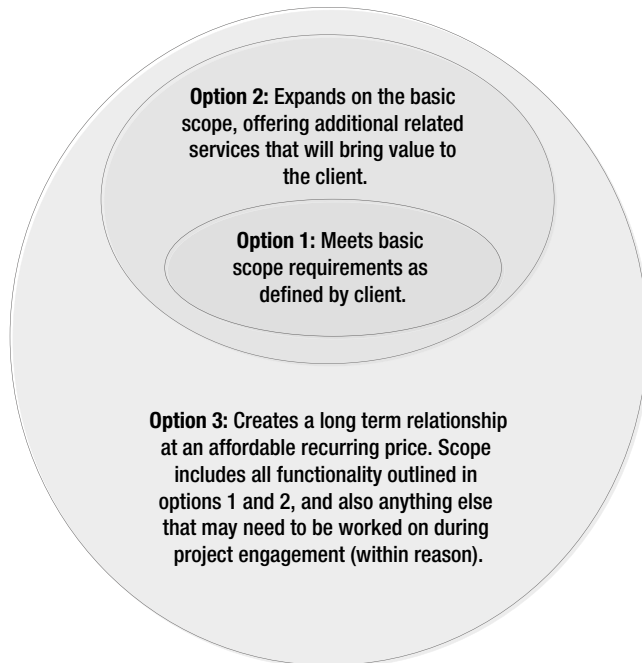 Option 2: Expands on the basic
scope, offering additional related
services that will bring value to
the client.
Option 1: Meets basic
scope requirements as
defined by client.
Option 3: Creates a long term relationship
at an affordable recurring price. Scope
includes all functionality outlined in
options 1 and 2, and also anything else
that may need to be worked on during
project engagement (within reason).